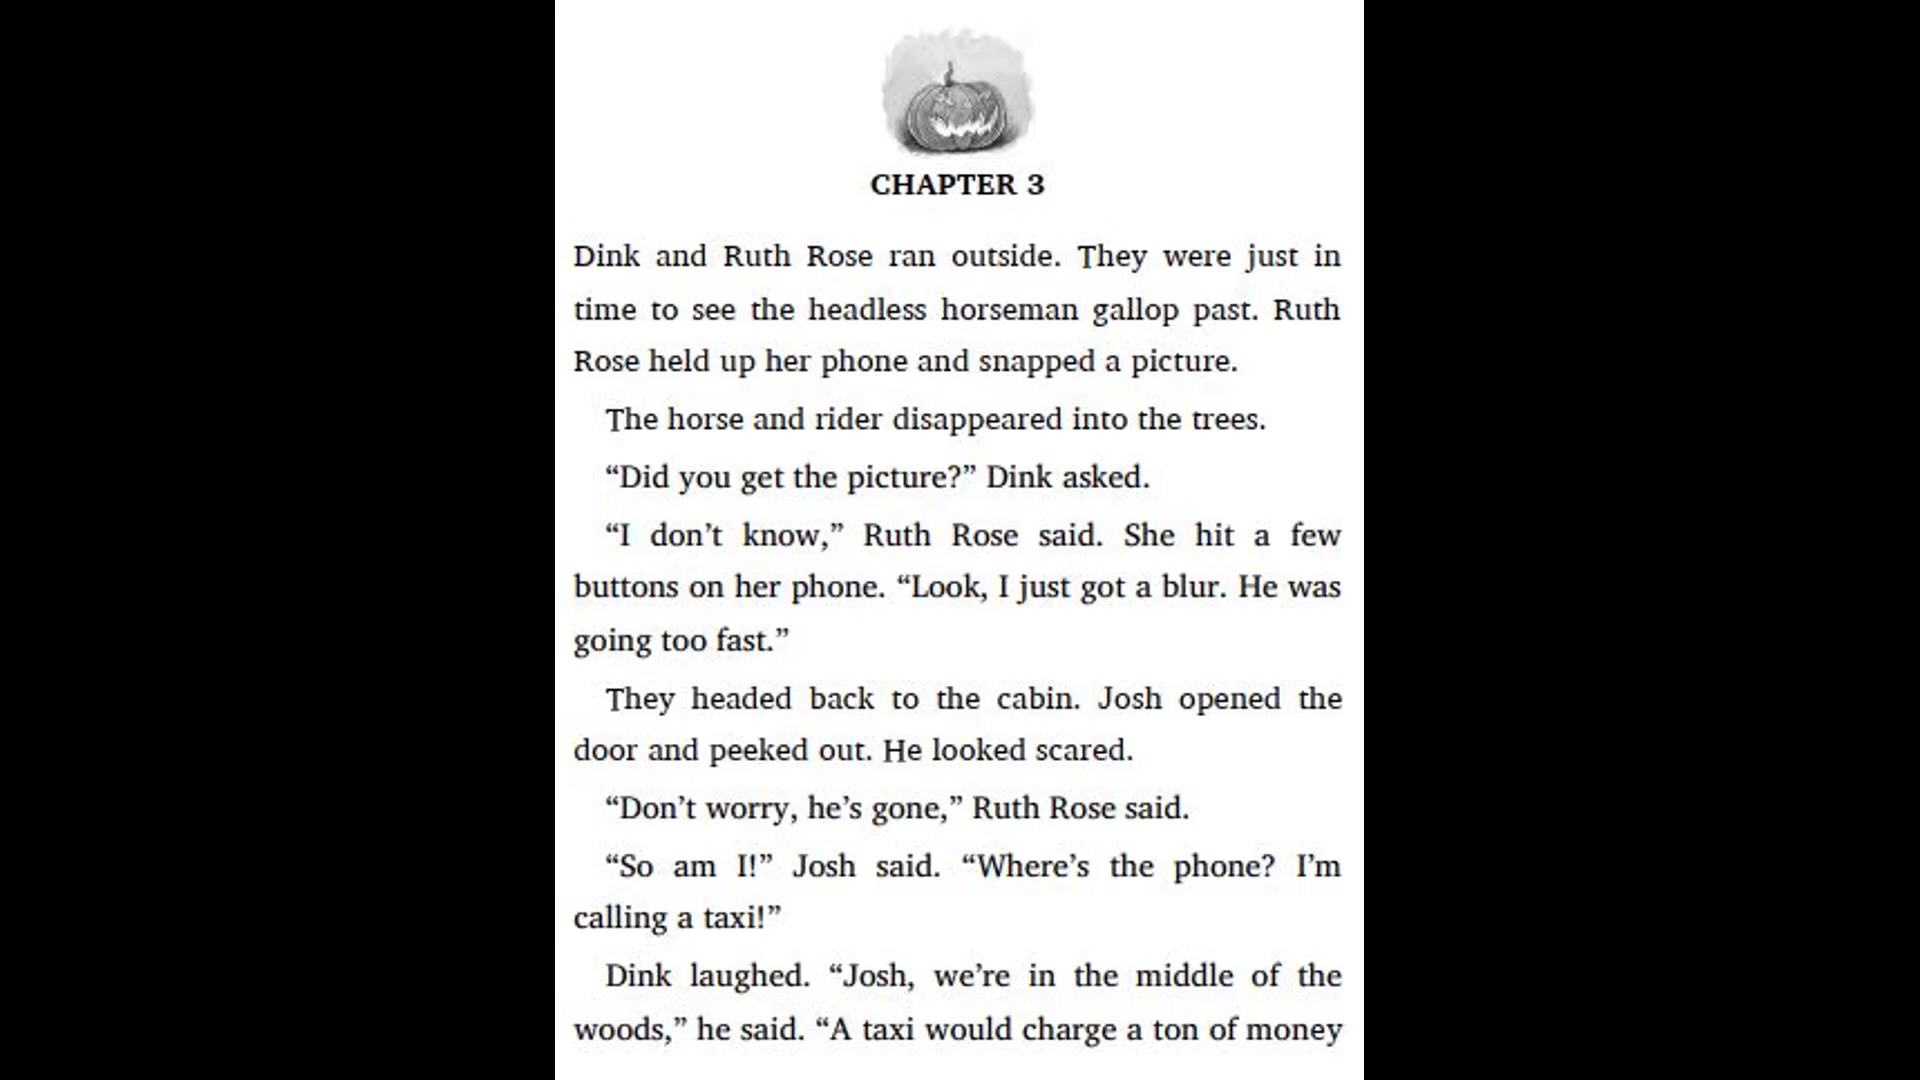 CHAPTER 3
Dink and Ruth Rose ran outside. They were just in
time to see the headless horseman gallop past. Ruth
Rose held up her phone and snapped a picture.
The horse and rider disappeared into the trees.
“Did you get the picture?” Dink asked.
“I don’t know,” Ruth Rose said. She hit a few
buttons on her phone. “Look, I just got a blur. He was
going too fast.”
They headed back to the cabin. Josh opened the
door and peeked out. He looked scared.
“Don’t worry, he’s gone,” Ruth Rose said.
“So am I!” Josh said. “Where’s the phone? I’m
calling a taxi!”
Dink laughed. “Josh, we’re in the middle of the
woods,” he said. “A taxi would charge a ton of money